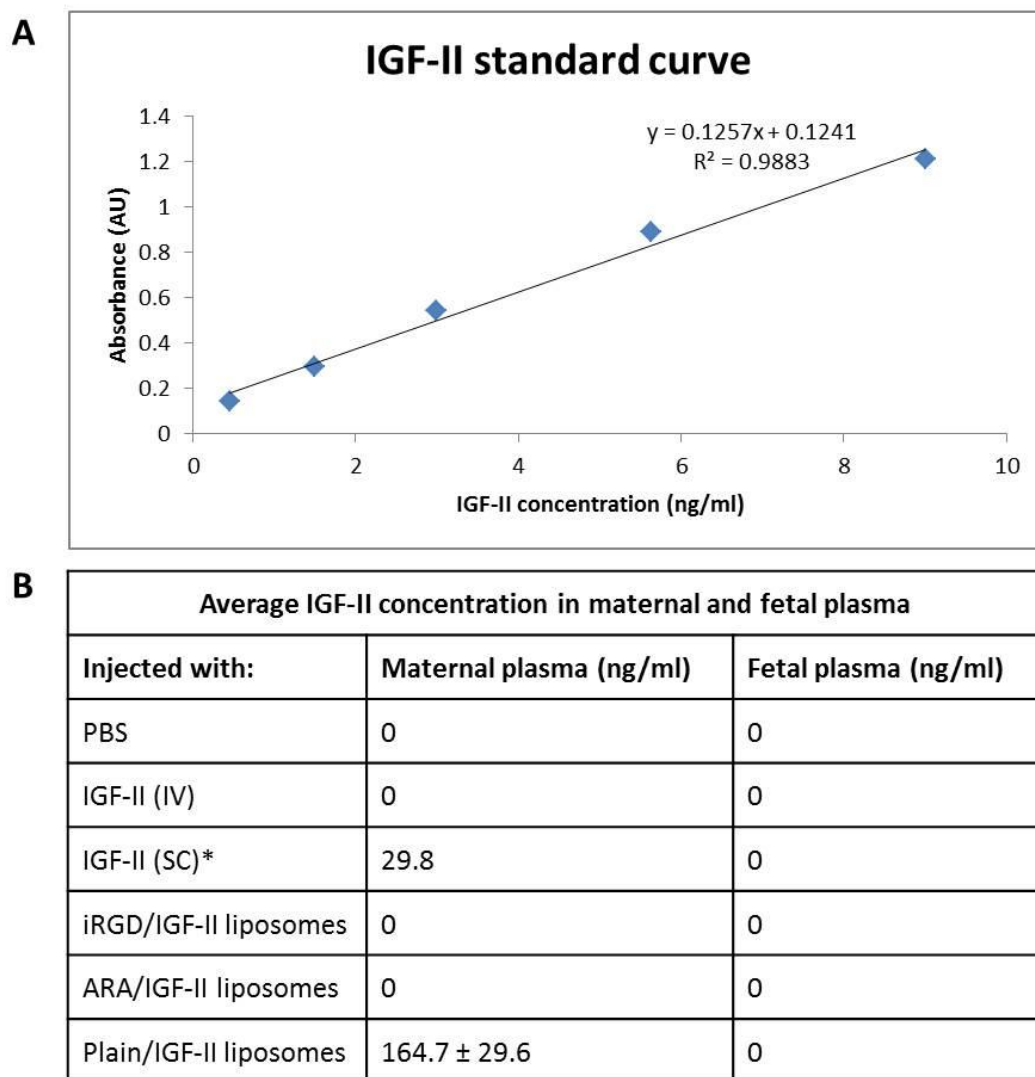 A
IGF-II standard curve
y = 0.1257x + 0.1241
R² = 0.9883
1.4
1.2
1
0.8
0.6
0.4
0.2
0
Absorbance (AU)
0 2 4 6 8 10
IGF-II concentration (ng/ml)
B
Average IGF-II concentration in maternal and fetal plasma
Injected with: Maternal plasma (ng/ml) Fetal plasma (ng/ml)
PBS 0 0
IGF-II (IV) 0 0
IGF-II (SC)* 29.8 0
iRGD/IGF-II liposomes 0 0
ARA/IGF-II liposomes 0 0
Plain/IGF-II liposomes 164.7 ± 29.6 0